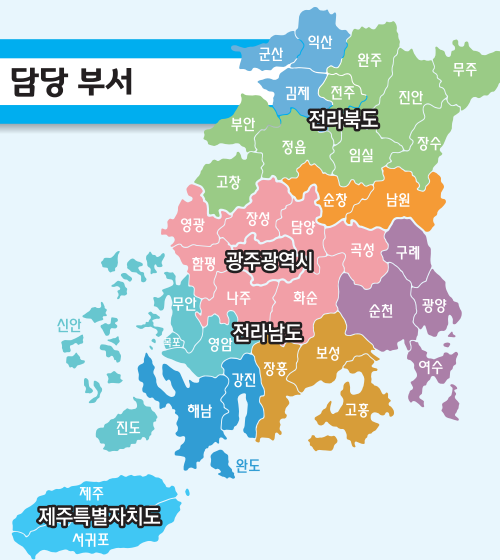 담당 부서
익산
군산
완주
무주
김제
전주
진안
전라북도
부안
정읍
임실
장수
고창
순창
남원
영광
장성
담양
곡성
구례
함평
광주광역시
무안
나주
화순
순천
광양
신안
목포
영암
전라남도
보성
장흥
강진
여수
해남
고흥
진도
완도
제주
제주특별자치도
서귀포